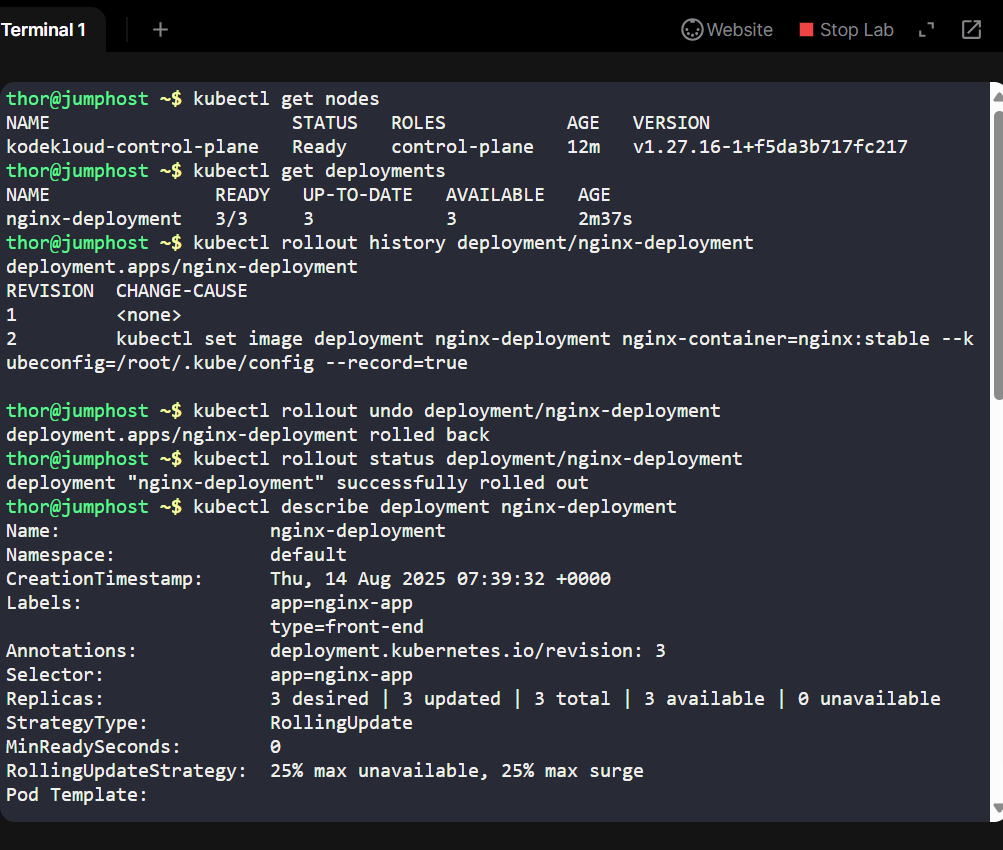 Terminal 1 + Website Stop Lab
thor@jumphost ~$ kubectl get nodes
NAME                      STATUS   ROLES           AGE   VERSION
kodekloud-control-plane   Ready    control-plane   12m   v1.27.16-1+f5da3b717fc217
thor@jumphost ~$ kubectl get deployments
NAME               READY   UP-TO-DATE   AVAILABLE   AGE
nginx-deployment   3/3     3            3           2m37s
thor@jumphost ~$ kubectl rollout history deployment/nginx-deployment
deployment.apps/nginx-deployment
REVISION  CHANGE-CAUSE
1         <none>
2         kubectl set image deployment nginx-deployment nginx-container=nginx:stable --k
ubeconfig=/root/.kube/config --record=true
thor@jumphost ~$ kubectl rollout undo deployment/nginx-deployment
deployment.apps/nginx-deployment rolled back
thor@jumphost ~$ kubectl rollout status deployment/nginx-deployment
deployment "nginx-deployment" successfully rolled out
thor@jumphost ~$ kubectl describe deployment nginx-deployment
Name:                   nginx-deployment
Namespace:              default
CreationTimestamp:      Thu, 14 Aug 2025 07:39:32 +0000
Labels:                 app=nginx-app
                        type=front-end
Annotations:            deployment.kubernetes.io/revision: 3
Selector:               app=nginx-app
Replicas:               3 desired | 3 updated | 3 total | 3 available | 0 unavailable
StrategyType:           RollingUpdate
MinReadySeconds:        0
RollingUpdateStrategy:  25% max unavailable, 25% max surge
Pod Template: